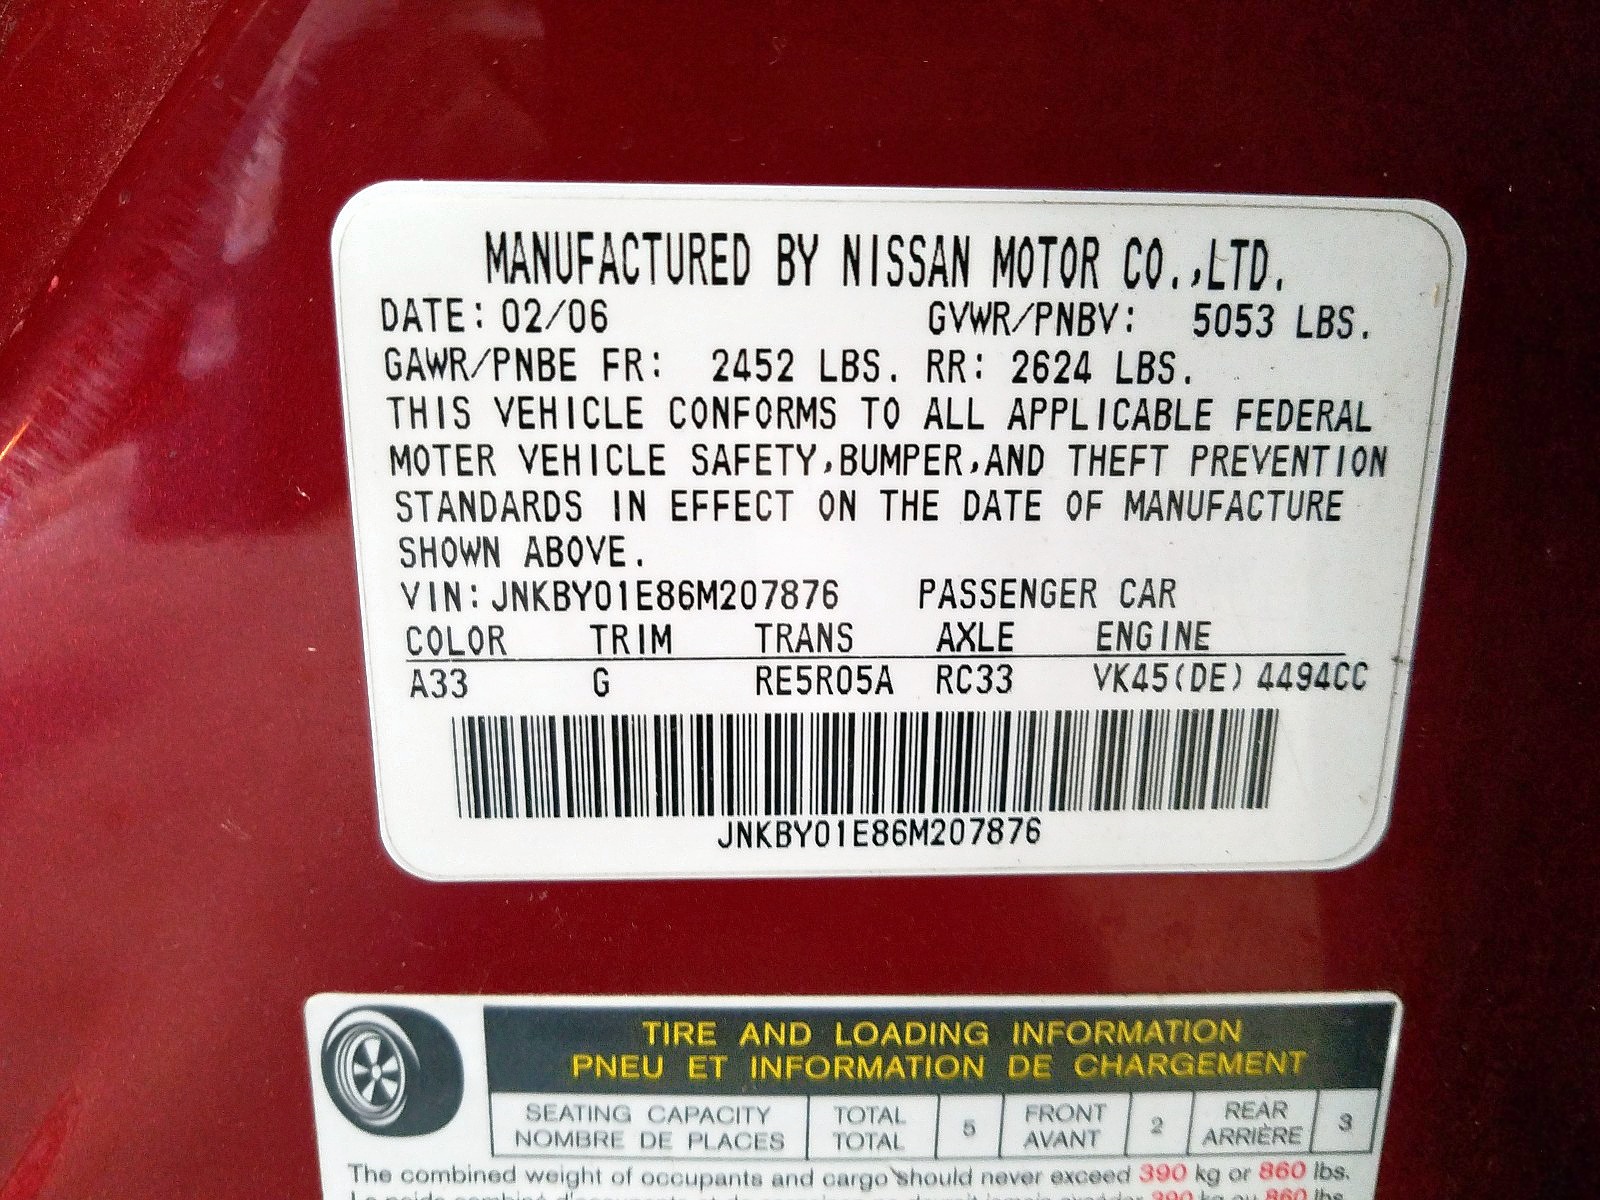 MANUFACTURED BY NISSAN MOTOR CO.,LTD.
DATE: 02/06 GVWR/PNBV: 5053 LBS.
GAWR/PNBE FR: 2452 LBS. RR: 2624 LBS.
THIS VEHICLE CONFORMS TO ALL APPLICABLE FEDERAL
MOTER VEHICLE SAFETY,BUMPER,AND THEFT PREVENTION
STANDARDS IN EFFECT ON THE DATE OF MANUFACTURE
SHOWN ABOVE.
VIN: JNKBY01E86M207876 PASSENGER CAR
COLOR TRIM TRANS AXLE ENGINE
A33 G RE5R05A RC33 VK45(DE) 4494CC
JNKBY01E86M207876
TIRE AND LOADING INFORMATION
PNEU ET INFORMATION DE CHARGEMENT
SEATING CAPACITY TOTAL 5 FRONT 2 REAR 3
NOMBRE DE PLACES TOTAL AVANT ARRIÈRE
The combined weight of occupants and cargo should never exceed 390 kg or 860 lbs.
390 kg ou 860 lbs.